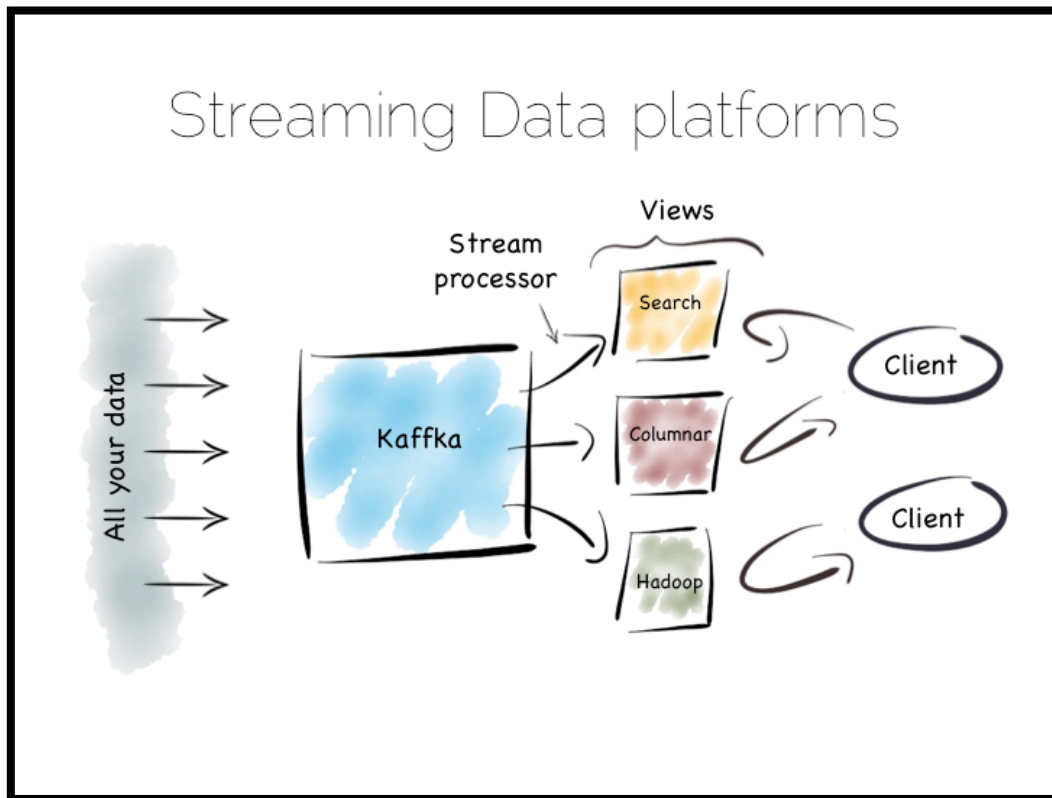 Streaming Data platforms
Views
Stream
processor
Search
Client
All your data
Kaffka
Columnar
Client
Hadoop